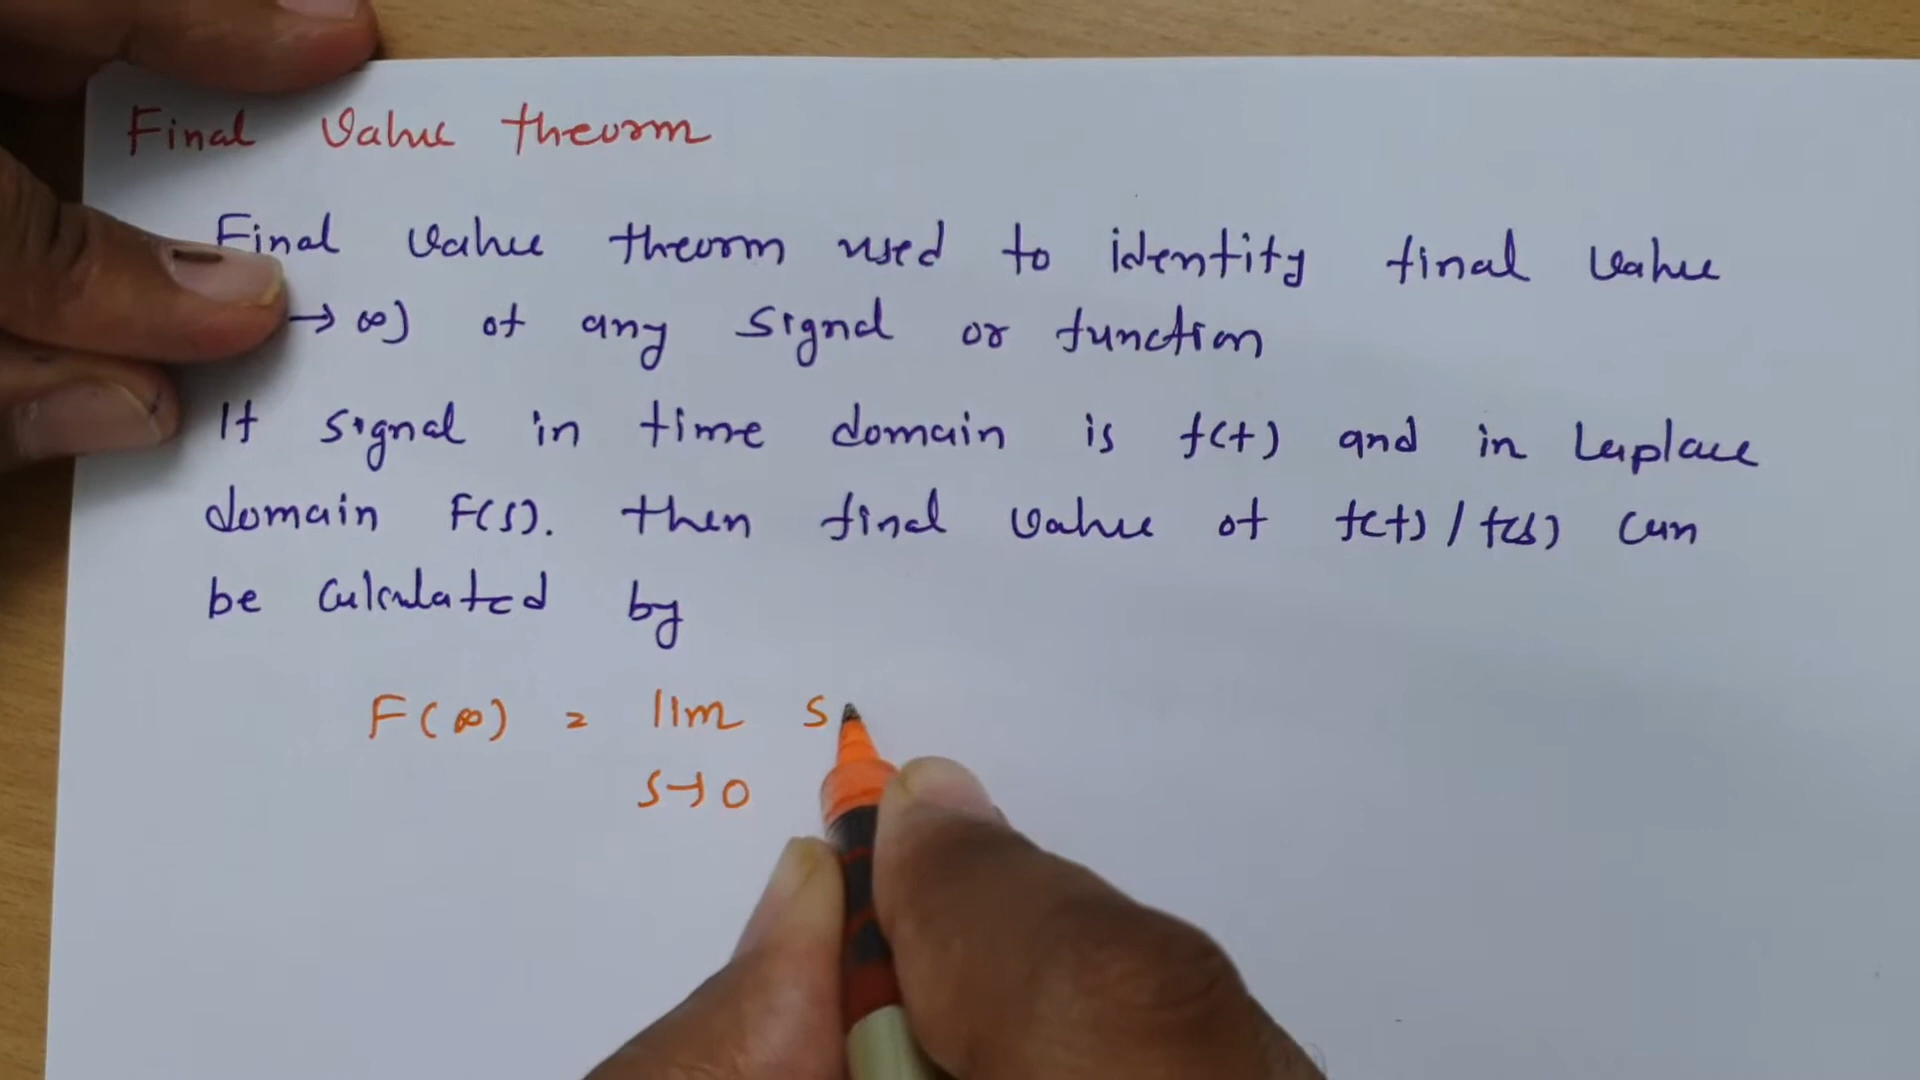 Final value theorm
Final value theorm used to identity final value
→ ∞) of any signal or function
If signal in time domain is f(t) and in Laplace
domain F(s). then final value of f(t) / f(s) can
be calculated by
F(∞) = lim s
s→0